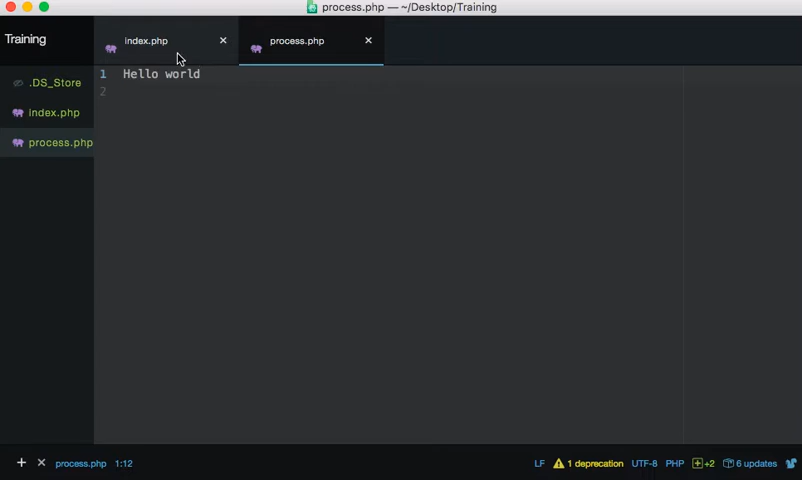 process.php — ~/Desktop/Training
Training
index.php ×
process.php ×
.DS_Store
index.php
process.php
1 Hello world
2
+ × process.php 1:12
LF 1 deprecation UTF-8 PHP +2 6 updates